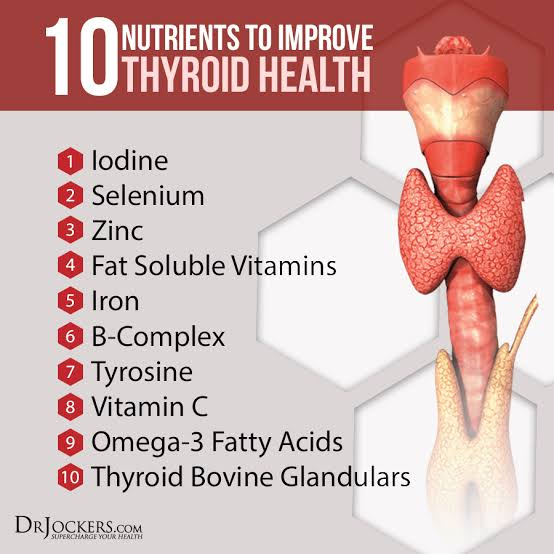 10 NUTRIENTS TO IMPROVE
THYROID HEALTH
1 Iodine
2 Selenium
3 Zinc
4 Fat Soluble Vitamins
5 Iron
6 B-Complex
7 Tyrosine
8 Vitamin C
9 Omega-3 Fatty Acids
10 Thyroid Bovine Glandulars
DRJOCKERS.COM
SUPERCHARGE YOUR HEALTH